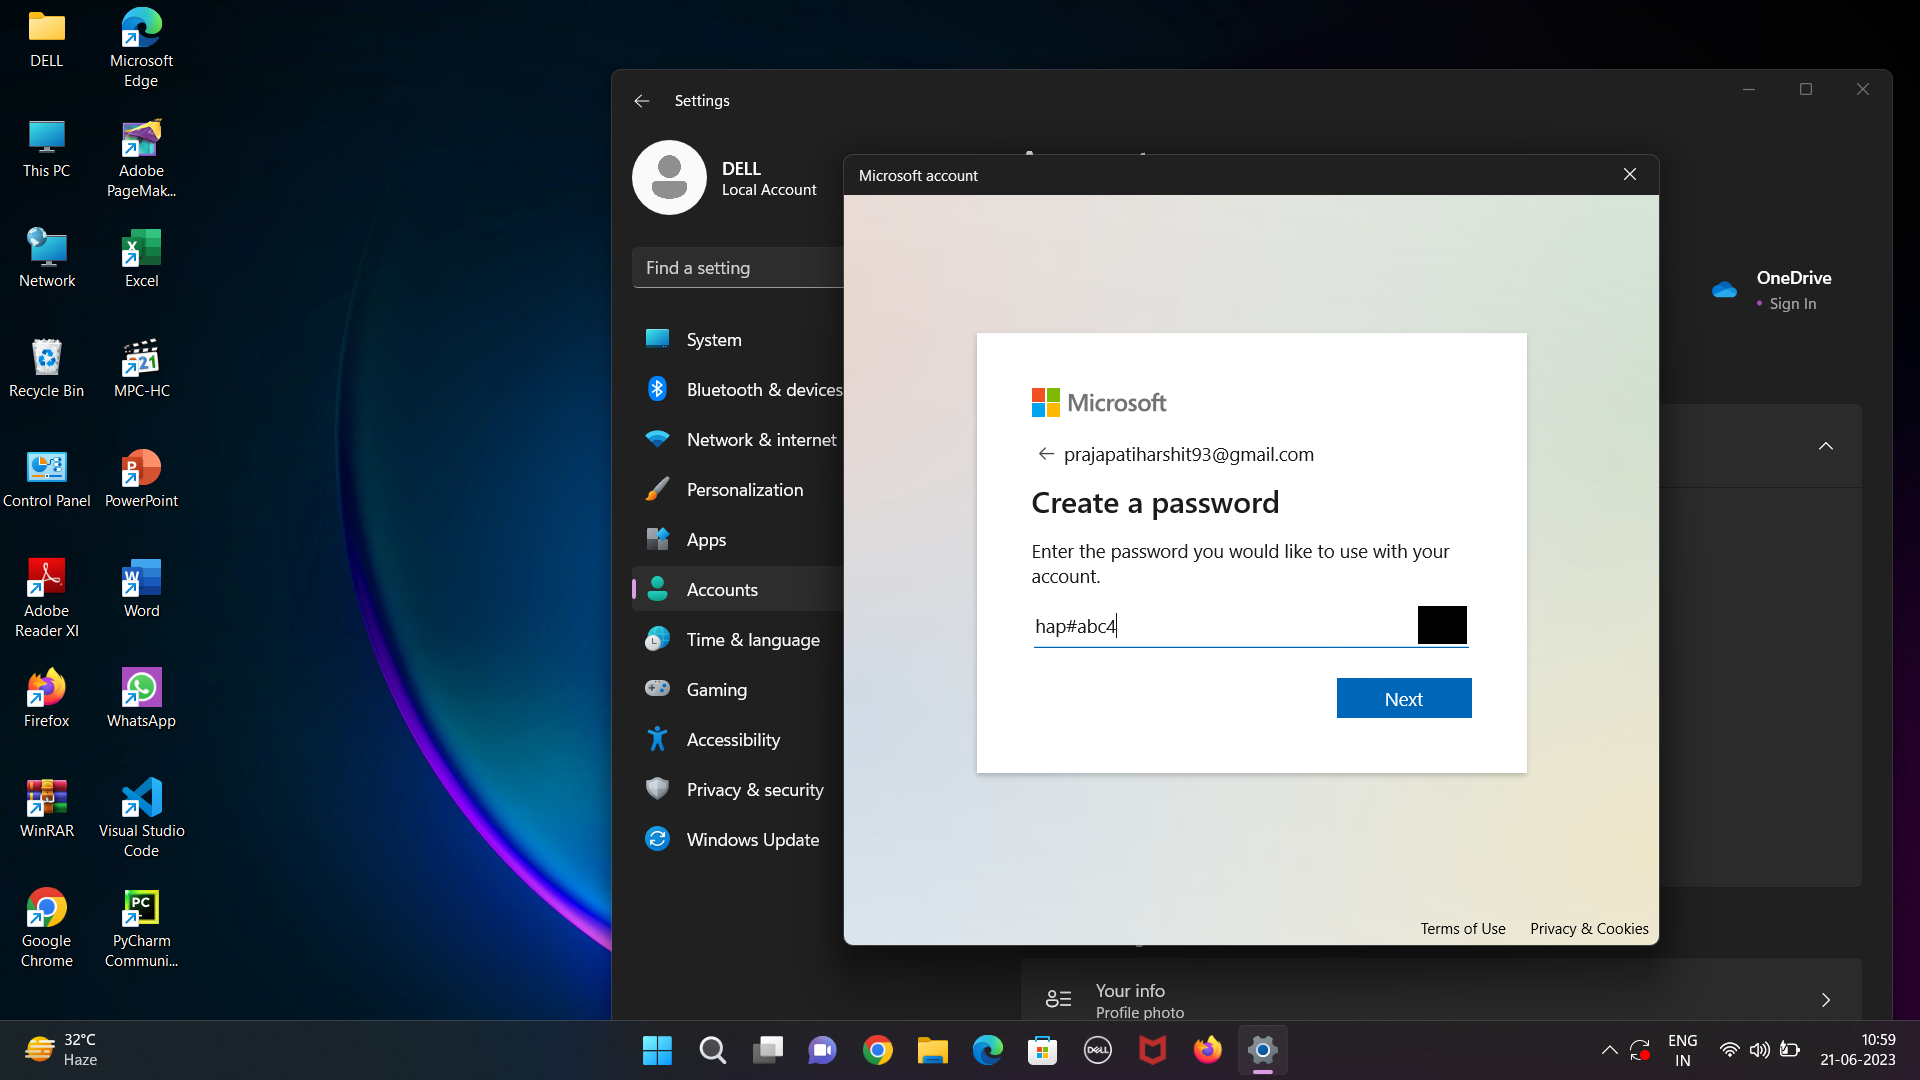 DELL
Microsoft
Edge
This PC
Adobe
PageMak...
Network
Excel
Recycle Bin
MPC-HC
321
Control Panel
PowerPoint
Adobe
Reader XI
Word
Firefox
WhatsApp
WinRAR
Visual Studio
Code
Google
Chrome
PyCharm
Communi...
Settings
DELL
Local Account
Find a setting
System
Bluetooth & devices
Network & internet
Personalization
Apps
Accounts
Time & language
Gaming
Accessibility
Privacy & security
Windows Update
OneDrive
• Sign In
Microsoft account
Microsoft
prajapatiharshit93@gmail.com
Create a password
Enter the password you would like to use with your
account.
hap#abc4
Next
Terms of Use
Privacy & Cookies
Your info
Profile photo
32°C
Haze
DELL
ENG
IN
10:59
21-06-2023